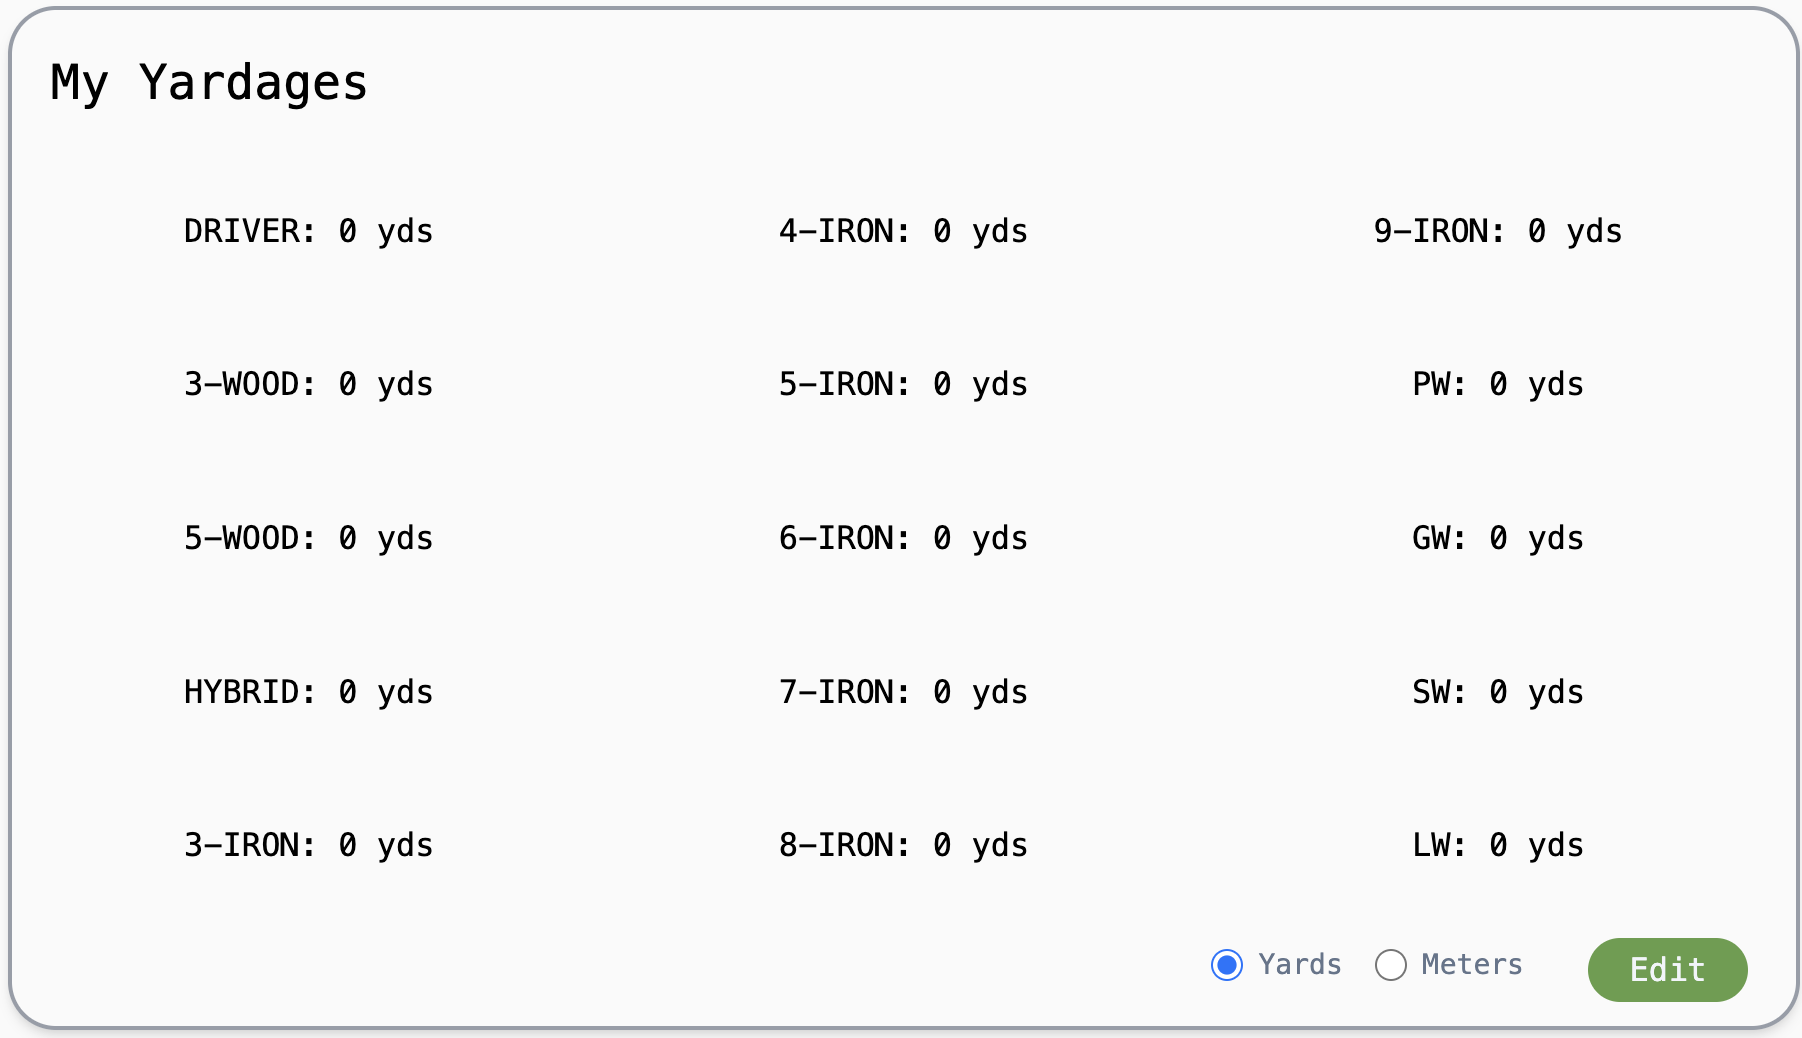 My Yardages
DRIVER: 0 yds
4-IRON: 0 yds
9-IRON: 0 yds
3-WOOD: 0 yds
5-IRON: 0 yds
PW: 0 yds
5-WOOD: 0 yds
6-IRON: 0 yds
GW: 0 yds
HYBRID: 0 yds
7-IRON: 0 yds
SW: 0 yds
3-IRON: 0 yds
8-IRON: 0 yds
LW: 0 yds
Yards
Meters
Edit